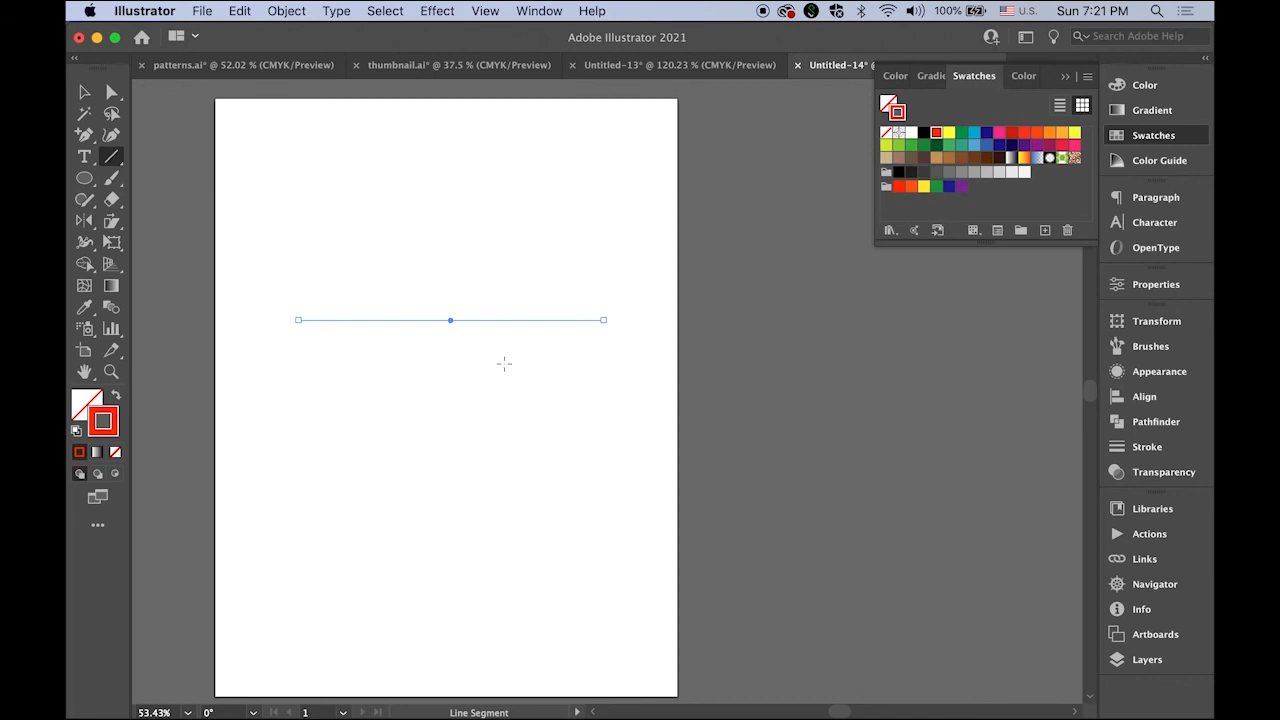 Illustrator File Edit Object Type Select Effect View Window Help 100% U.S. Sun 7:21 PM
Adobe Illustrator 2021 Search Adobe Help
patterns.ai* @ 52.02 % (CMYK/Preview) thumbnail.ai* @ 37.5 % (CMYK/Preview) Untitled-13* @ 120.23 % (CMYK/Preview) Untitled-14* @
Color Gradie Swatches Color
Color
Gradient
Swatches
Color Guide
Paragraph
Character
OpenType
Properties
Transform
Brushes
Appearance
Align
Pathfinder
Stroke
Transparency
Libraries
Actions
Links
Navigator
Info
Artboards
Layers
53.43% 0° 1 Line Segment